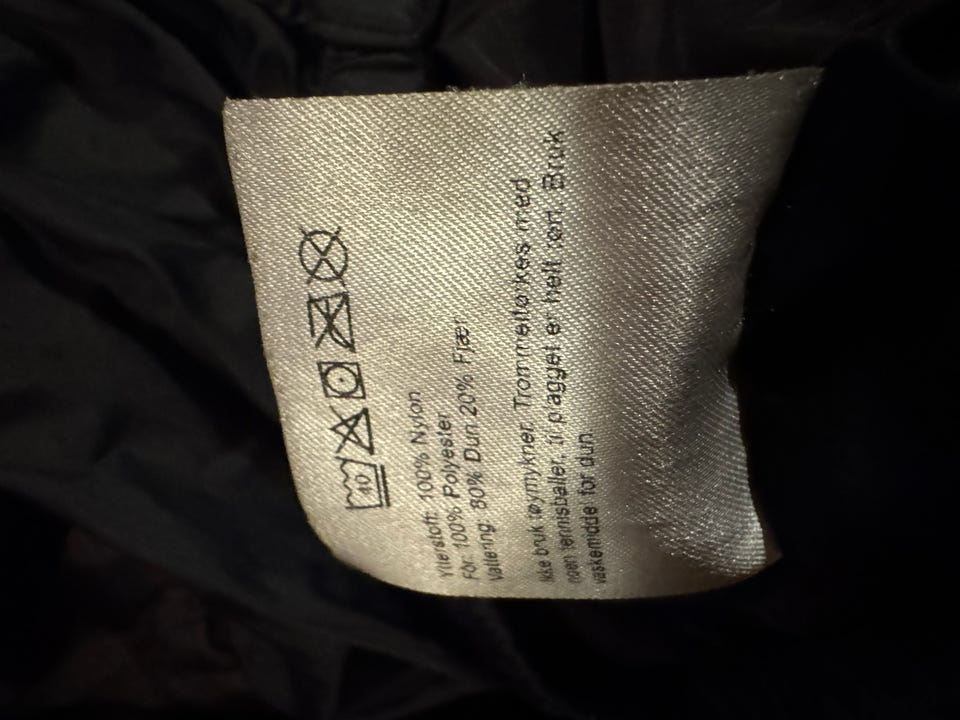 40
Ytterstoff: 100% Nylon
Fôr: 100% Polyester
Vattering: 80% Dun 20% Fjær
Ikke bruk tøymykner. Trommeltørkes med
noen tennisballer, til plagget er helt tørt. Bruk
vaskemidde for dun